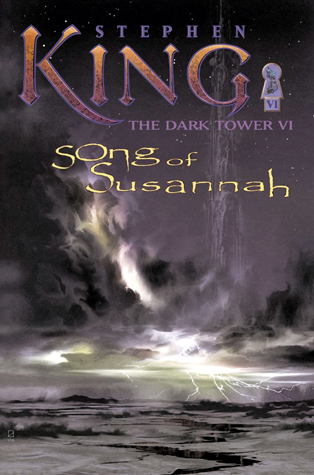 STEPHEN
KING
VI
THE DARK TOWER VI
SONG of
SUSANNAH